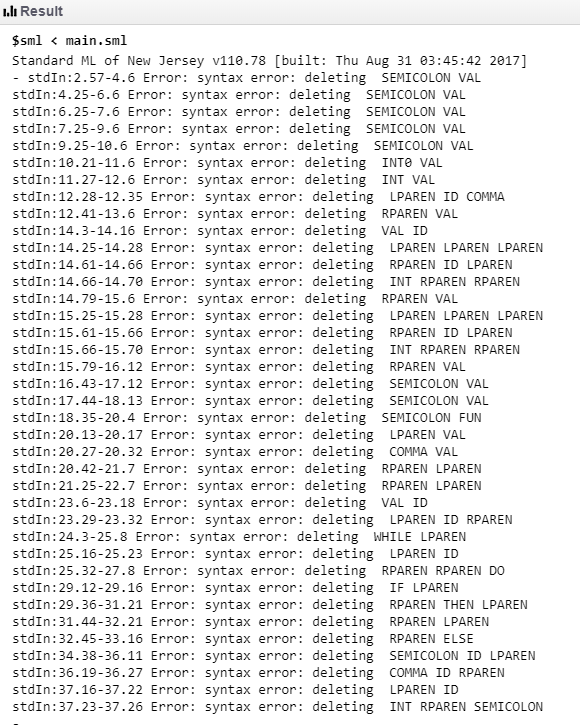 Result
$sml < main.sml
Standard ML of New Jersey v110.78 [built: Thu Aug 31 03:45:42 2017]
- stdIn:2.57-4.6 Error: syntax error: deleting  SEMICOLON VAL
stdIn:4.25-6.6 Error: syntax error: deleting  SEMICOLON VAL
stdIn:6.25-7.6 Error: syntax error: deleting  SEMICOLON VAL
stdIn:7.25-9.6 Error: syntax error: deleting  SEMICOLON VAL
stdIn:9.25-10.6 Error: syntax error: deleting  SEMICOLON VAL
stdIn:10.21-11.6 Error: syntax error: deleting  INT0 VAL
stdIn:11.27-12.6 Error: syntax error: deleting  INT VAL
stdIn:12.28-12.35 Error: syntax error: deleting  LPAREN ID COMMA
stdIn:12.41-13.6 Error: syntax error: deleting  RPAREN VAL
stdIn:14.3-14.16 Error: syntax error: deleting  VAL ID
stdIn:14.25-14.28 Error: syntax error: deleting  LPAREN LPAREN LPAREN
stdIn:14.61-14.66 Error: syntax error: deleting  RPAREN ID LPAREN
stdIn:14.66-14.70 Error: syntax error: deleting  INT RPAREN RPAREN
stdIn:14.79-15.6 Error: syntax error: deleting  RPAREN VAL
stdIn:15.25-15.28 Error: syntax error: deleting  LPAREN LPAREN LPAREN
stdIn:15.61-15.66 Error: syntax error: deleting  RPAREN ID LPAREN
stdIn:15.66-15.70 Error: syntax error: deleting  INT RPAREN RPAREN
stdIn:15.79-16.12 Error: syntax error: deleting  RPAREN VAL
stdIn:16.43-17.12 Error: syntax error: deleting  SEMICOLON VAL
stdIn:17.44-18.13 Error: syntax error: deleting  SEMICOLON VAL
stdIn:18.35-20.4 Error: syntax error: deleting  SEMICOLON FUN
stdIn:20.13-20.17 Error: syntax error: deleting  LPAREN VAL
stdIn:20.27-20.32 Error: syntax error: deleting  COMMA VAL
stdIn:20.42-21.7 Error: syntax error: deleting  RPAREN LPAREN
stdIn:21.25-22.7 Error: syntax error: deleting  RPAREN LPAREN
stdIn:23.6-23.18 Error: syntax error: deleting  VAL ID
stdIn:23.29-23.32 Error: syntax error: deleting  LPAREN ID RPAREN
stdIn:24.3-25.8 Error: syntax error: deleting  WHILE LPAREN
stdIn:25.16-25.23 Error: syntax error: deleting  LPAREN ID
stdIn:25.32-27.8 Error: syntax error: deleting  RPAREN RPAREN DO
stdIn:29.12-29.16 Error: syntax error: deleting  IF LPAREN
stdIn:29.36-31.21 Error: syntax error: deleting  RPAREN THEN LPAREN
stdIn:31.44-32.21 Error: syntax error: deleting  RPAREN LPAREN
stdIn:32.45-33.16 Error: syntax error: deleting  RPAREN ELSE
stdIn:34.38-36.11 Error: syntax error: deleting  SEMICOLON ID LPAREN
stdIn:36.19-36.27 Error: syntax error: deleting  COMMA ID RPAREN
stdIn:37.16-37.22 Error: syntax error: deleting  LPAREN ID
stdIn:37.23-37.26 Error: syntax error: deleting  INT RPAREN SEMICOLON
-